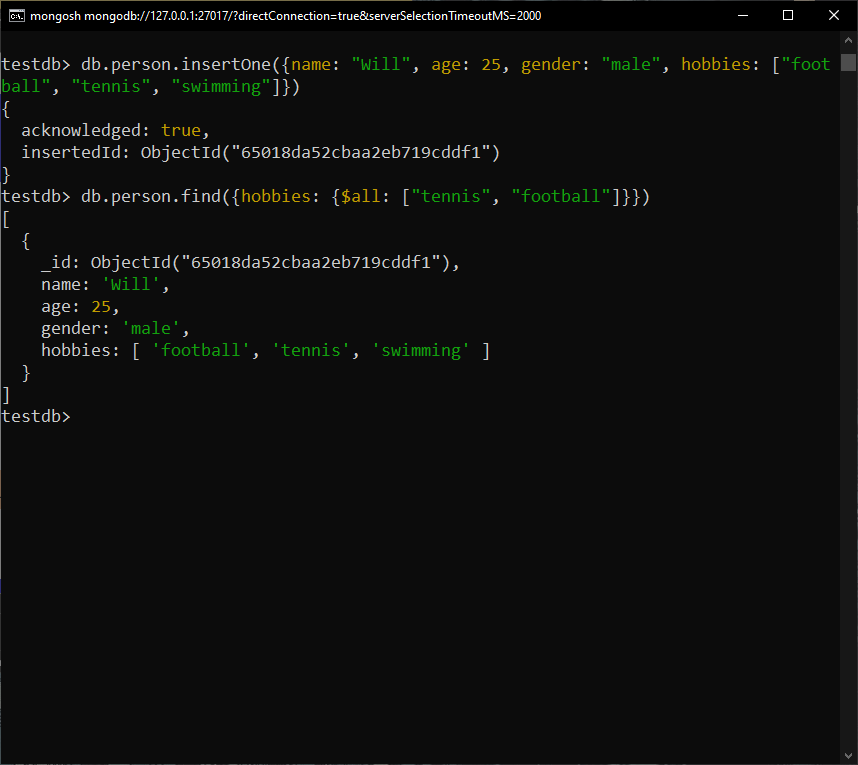 mongosh mongodb://127.0.0.1:27017/?directConnection=true&serverSelectionTimeoutMS=2000
testdb> db.person.insertOne({name: "Will", age: 25, gender: "male", hobbies: ["foot
ball", "tennis", "swimming"]})
{
  acknowledged: true,
  insertedId: ObjectId("65018da52cbaa2eb719cddf1")
}
testdb> db.person.find({hobbies: {$all: ["tennis", "football"]}})
[
  {
    _id: ObjectId("65018da52cbaa2eb719cddf1"),
    name: 'Will',
    age: 25,
    gender: 'male',
    hobbies: [ 'football', 'tennis', 'swimming' ]
  }
]
testdb>